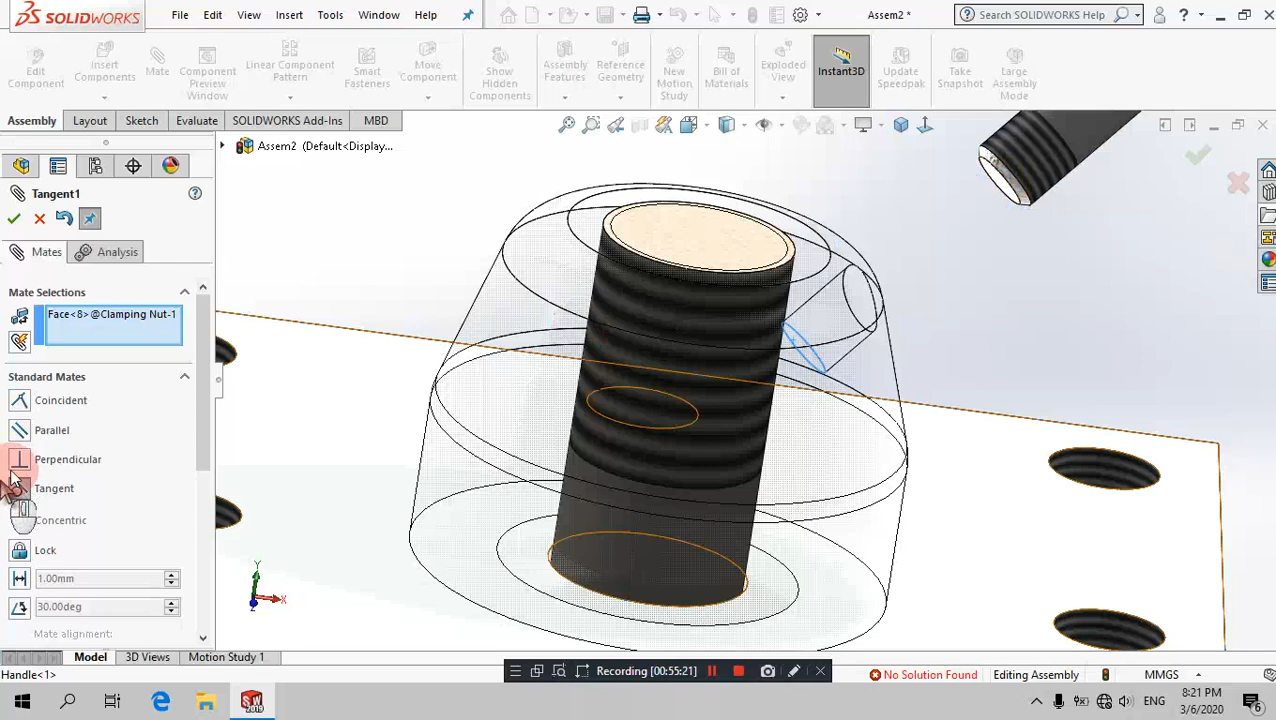 SOLIDWORKS File Edit View Insert Tools Window Help Assem2 * Search SOLIDWORKS Help ?
Edit Component
Insert Components
Mate
Component Preview Window
Linear Component Pattern
Smart Fasteners
Move Component
Show Hidden Components
Assembly Features
Reference Geometry
New Motion Study
Bill of Materials
Exploded View
Instant3D
Update Speedpak
Take Snapshot
Large Assembly Mode
Assembly Layout Sketch Evaluate SOLIDWORKS Add-Ins MBD
Assem2 (Default<Display...
Tangent1
Mates Analysis
Mate Selections
Face<8>@Clamping Nut-1
Standard Mates
Coincident
Parallel
Perpendicular
Tangent
Concentric
Lock
1.00mm
30.00deg
Mate alignment:
Y
X
Z
Model 3D Views Motion Study 1
Recording [00:55:21]
Handle<1> No Solution Found Editing Assembly MMGS
ENG 8:21 PM
3/6/2020
6
SW
2019